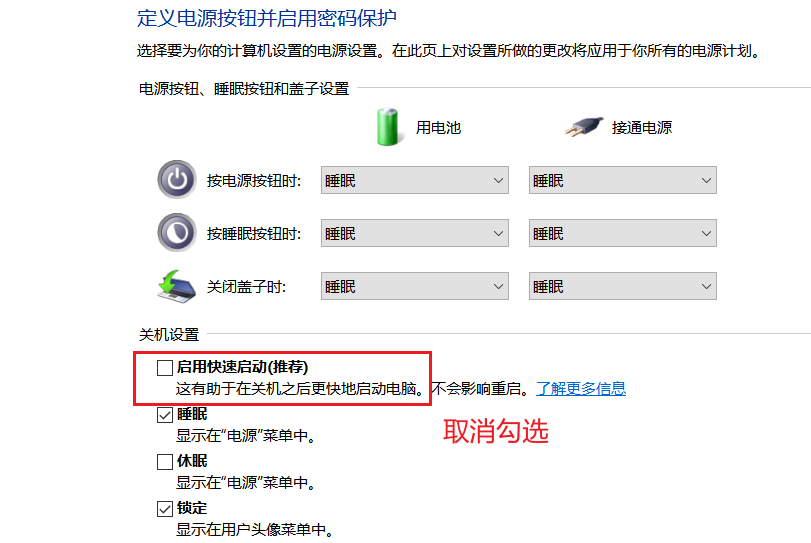 定义电源按钮并启用密码保护
选择要为你的计算机设置的电源设置。在此页上对设置所做的更改将应用于你所有的电源计划。
电源按钮、睡眠按钮和盖子设置
用电池 接通电源
按电源按钮时: 睡眠 睡眠
按睡眠按钮时: 睡眠 睡眠
关闭盖子时: 睡眠 睡眠
关机设置
启用快速启动(推荐)
这有助于在关机之后更快地启动电脑。不会影响重启。了解更多信息
睡眠
显示在“电源”菜单中。
取消勾选
休眠
显示在“电源”菜单中。
锁定
显示在用户头像菜单中。